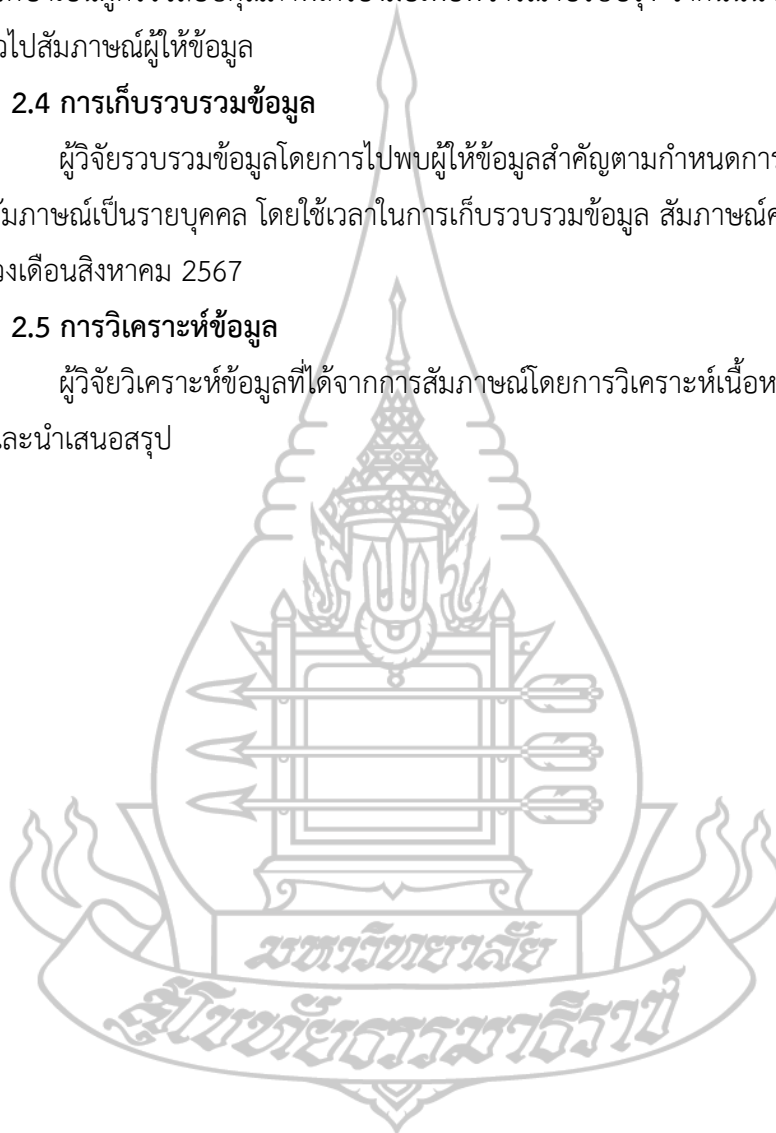 วไปสัมภาษณ์ผู้ให้ข้อมูล
2.4 การเก็บรวบรวมข้อมูล
ผู้วิจัยรวบรวมข้อมูลโดยการไปพบผู้ให้ข้อมูลสำคัญตามกำหนดการ
ัมภาษณ์เป็นรายบุคคล โดยใช้เวลาในการเก็บรวบรวมข้อมูล สัมภาษณ์
วงเดือนสิงหาคม 2567
2.5 การวิเคราะห์ข้อมูล
ผู้วิจัยวิเคราะห์ข้อมูลที่ได้จากการสัมภาษณ์โดยการวิเคราะห์เนื้อห
ละนำเสนอสรุป
มหาวิทยาลัย
สุโขทัยธรรมาธิราช